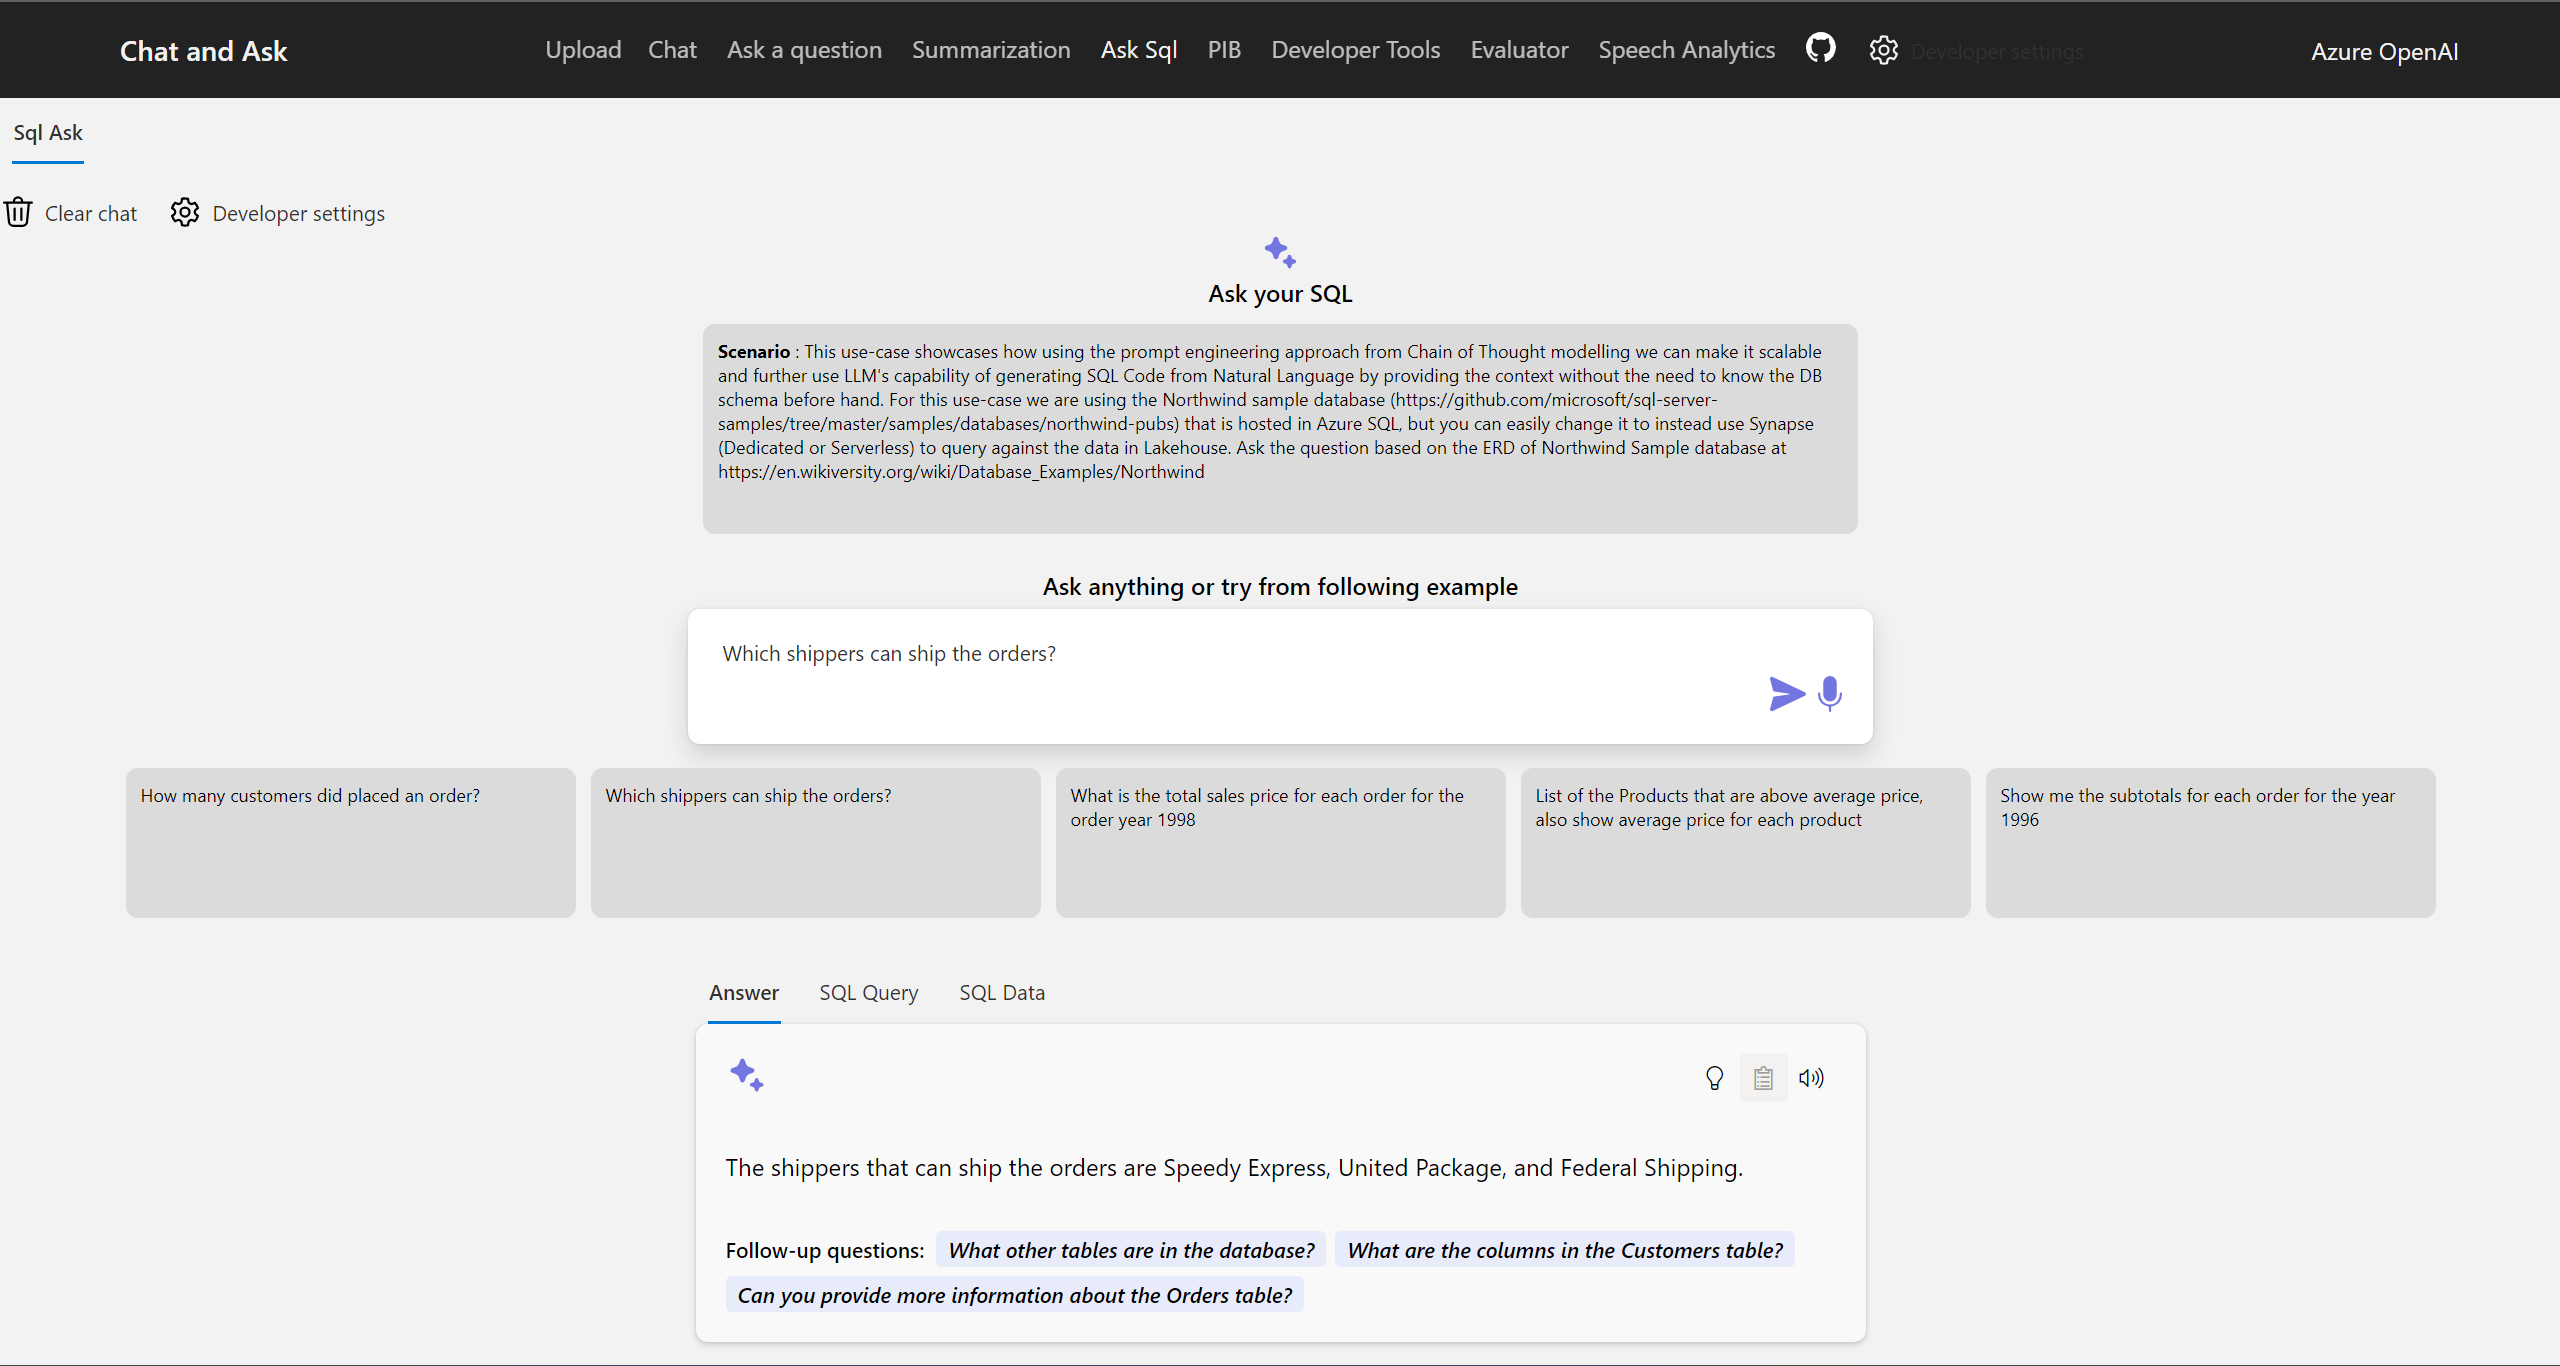 Chat and Ask
Upload
Chat
Ask a question
Summarization
Ask Sql
PIB
Developer Tools
Evaluator
Speech Analytics
Developer settings
Azure OpenAI
Sql Ask
Clear chat
Developer settings
Ask your SQL
Scenario : This use-case showcases how using the prompt engineering approach from Chain of Thought modelling we can make it scalable
and further use LLM's capability of generating SQL Code from Natural Language by providing the context without the need to know the DB
schema before hand. For this use-case we are using the Northwind sample database (https://github.com/microsoft/sql-server-
samples/tree/master/samples/databases/northwind-pubs) that is hosted in Azure SQL, but you can easily change it to instead use Synapse
(Dedicated or Serverless) to query against the data in Lakehouse. Ask the question based on the ERD of Northwind Sample database at
https://en.wikiversity.org/wiki/Database_Examples/Northwind
Ask anything or try from following example
Which shippers can ship the orders?
How many customers did placed an order?
Which shippers can ship the orders?
What is the total sales price for each order for the
order year 1998
List of the Products that are above average price,
also show average price for each product
Show me the subtotals for each order for the year
1996
Answer
SQL Query
SQL Data
The shippers that can ship the orders are Speedy Express, United Package, and Federal Shipping.
Follow-up questions: What other tables are in the database? What are the columns in the Customers table?
Can you provide more information about the Orders table?